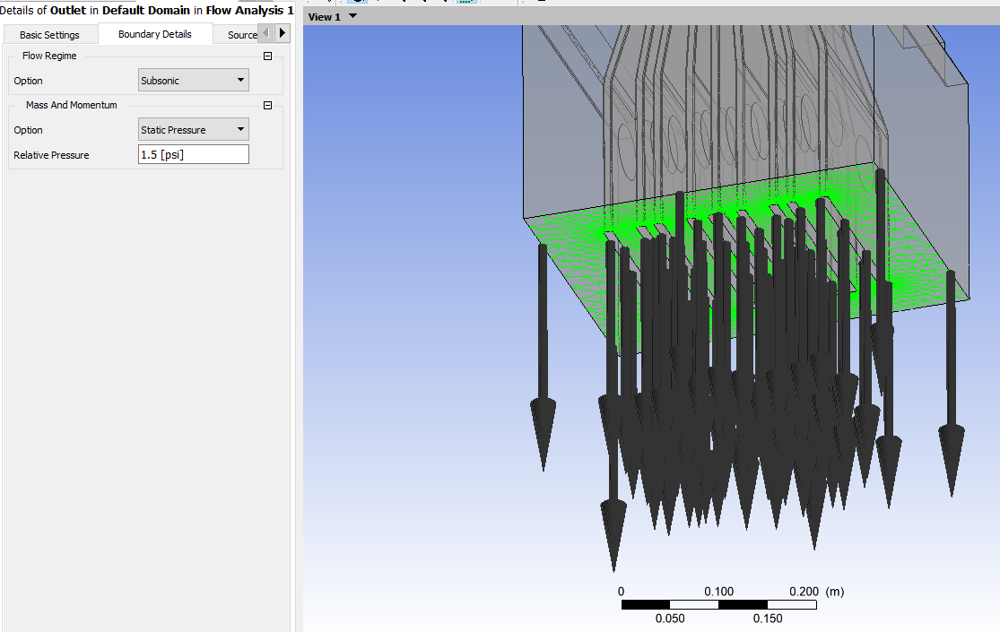 Details of Outlet in Default Domain in Flow Analysis 1
Basic Settings
Boundary Details
Source
Flow Regime
Option
Subsonic
Mass And Momentum
Option
Static Pressure
Relative Pressure
1.5 [psi]
View 1
0
0.100
0.200 (m)
0.050
0.150